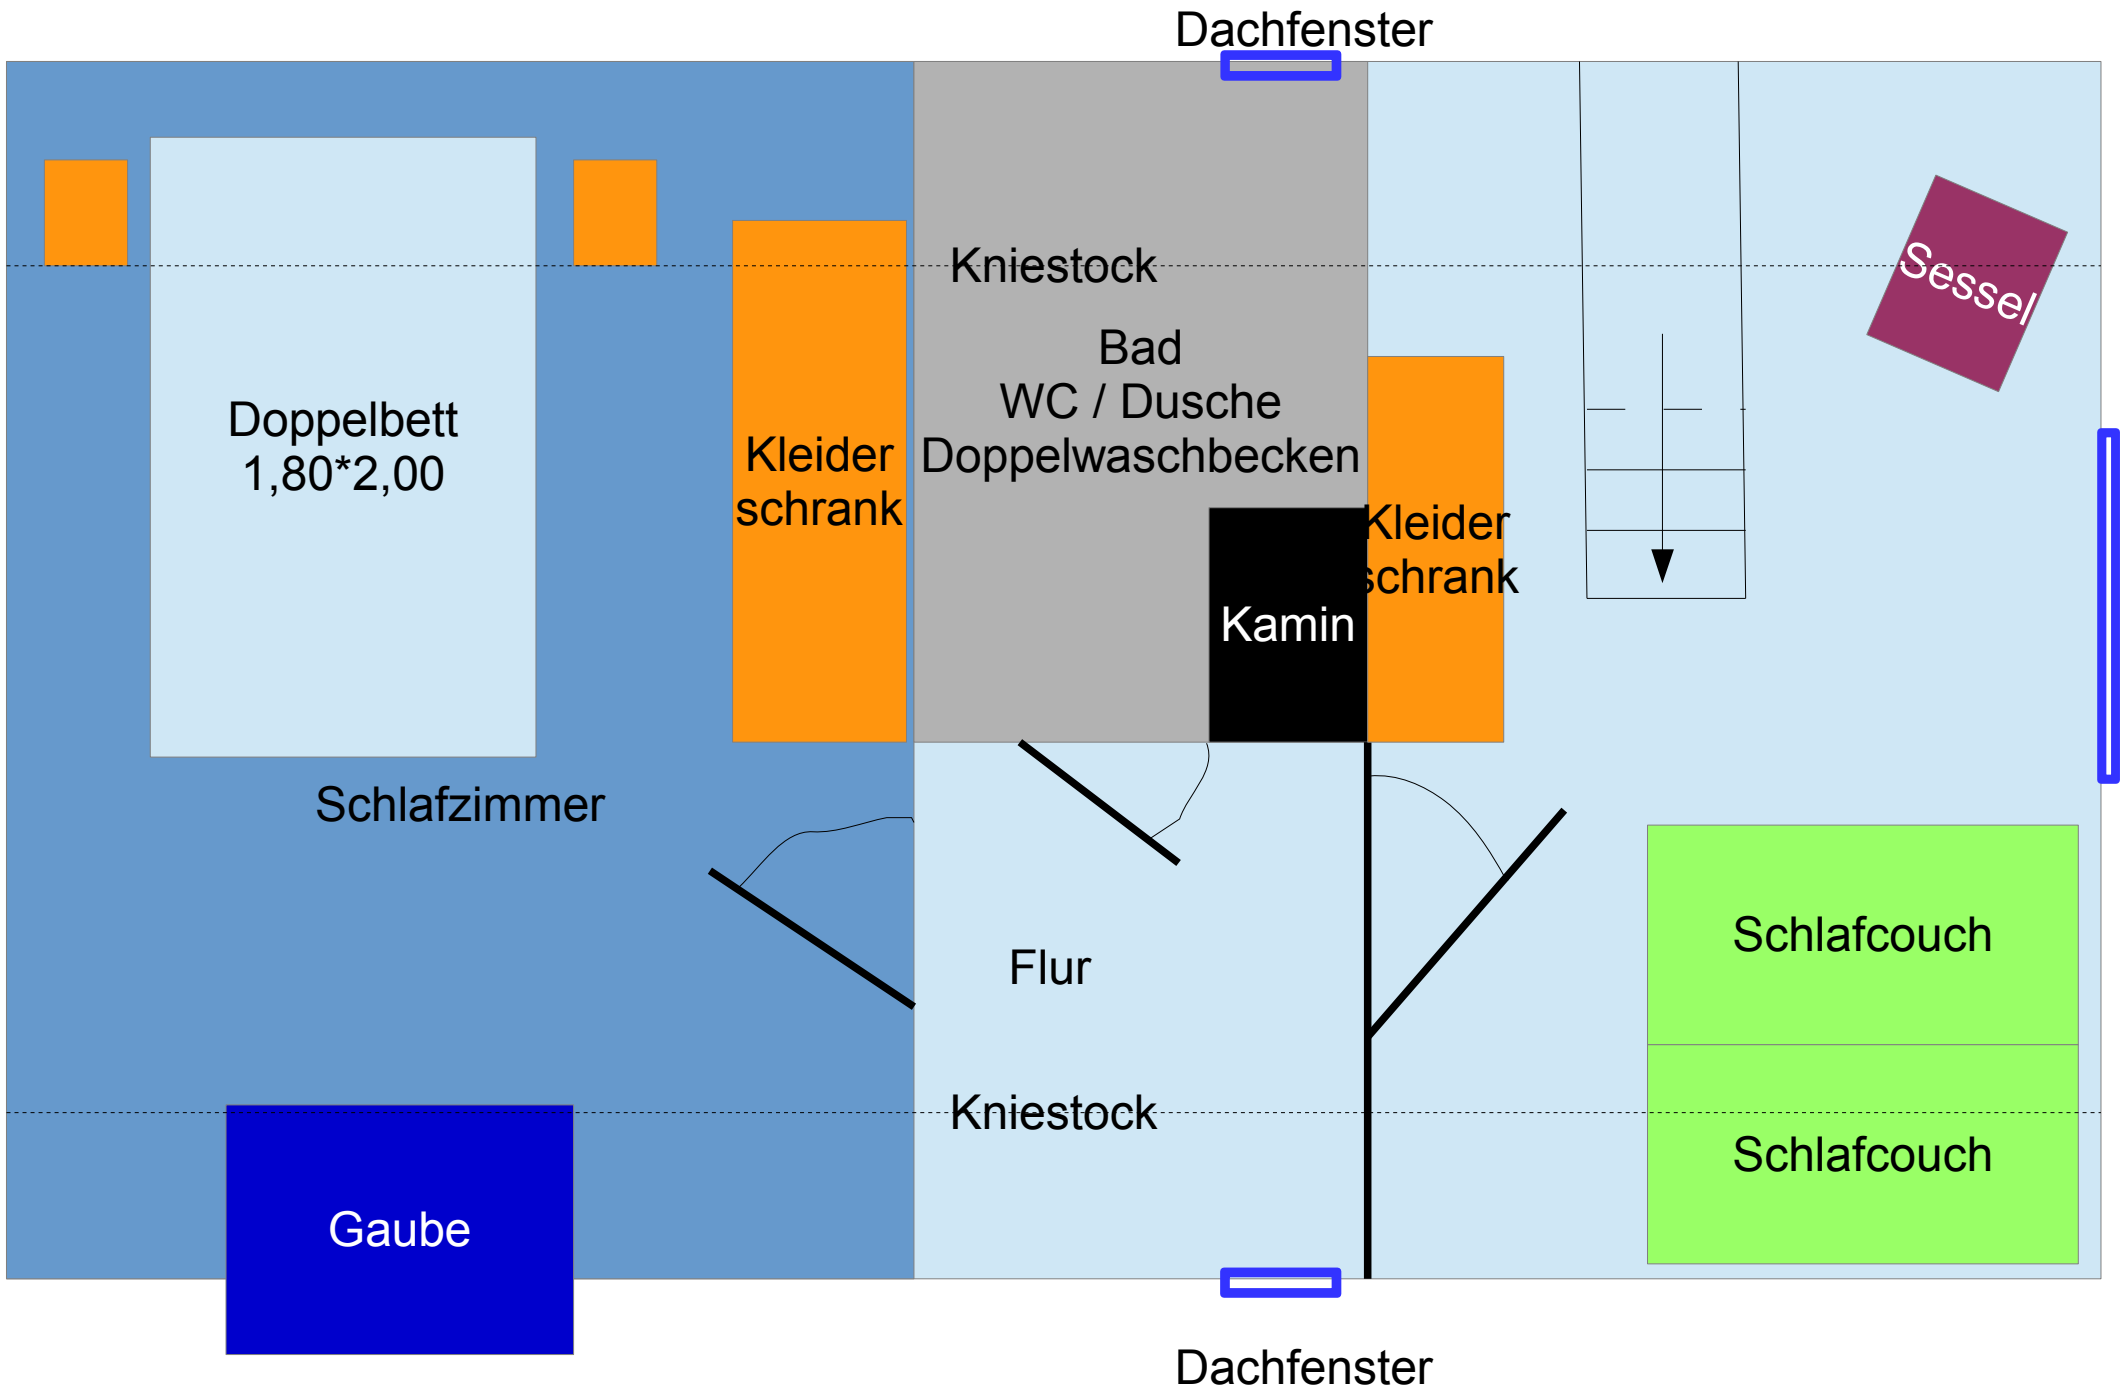 Dachfenster
Kniestock
Sessel
Bad
WC / Dusche
Doppelwaschbecken
Doppelbett
1,80*2,00
Kleider
schrank
Kleider
schrank
Kamin
Schlafzimmer
Schlafcouch
Flur
Kniestock
Schlafcouch
Gaube
Dachfenster